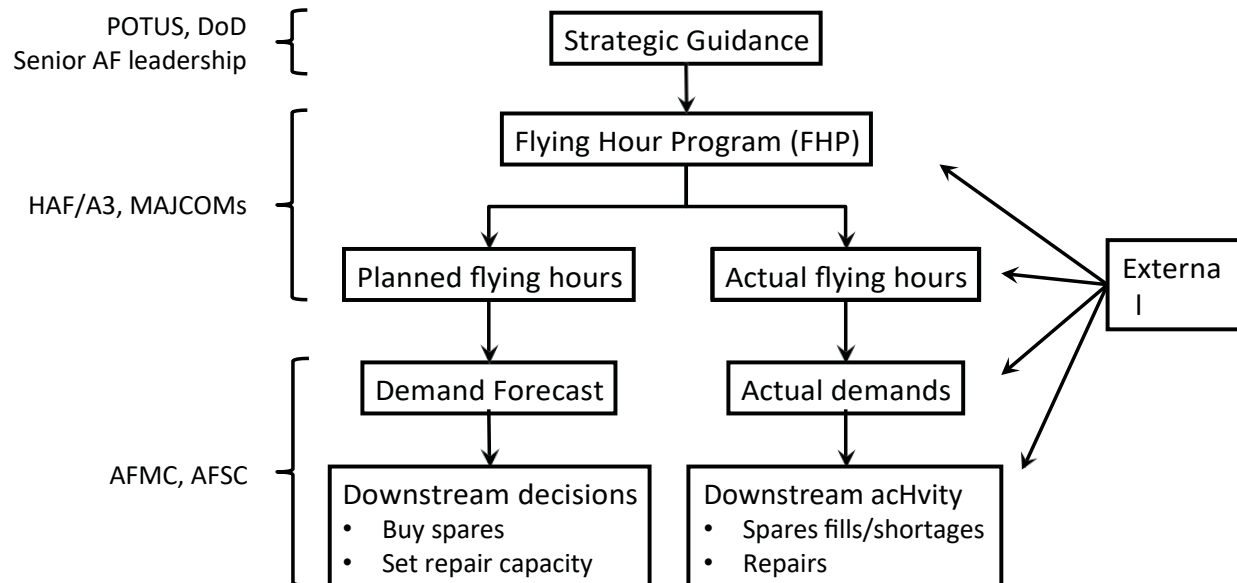 POTUS, DoD
Senior AF leadership
Strategic Guidance
Flying Hour Program (FHP)
HAF/A3, MAJCOMs
Planned flying hours
Actual flying hours
Externa
l
Demand Forecast
Actual demands
AFMC, AFSC
Downstream decisions
• Buy spares
• Set repair capacity
Downstream acHvity
• Spares fills/shortages
• Repairs